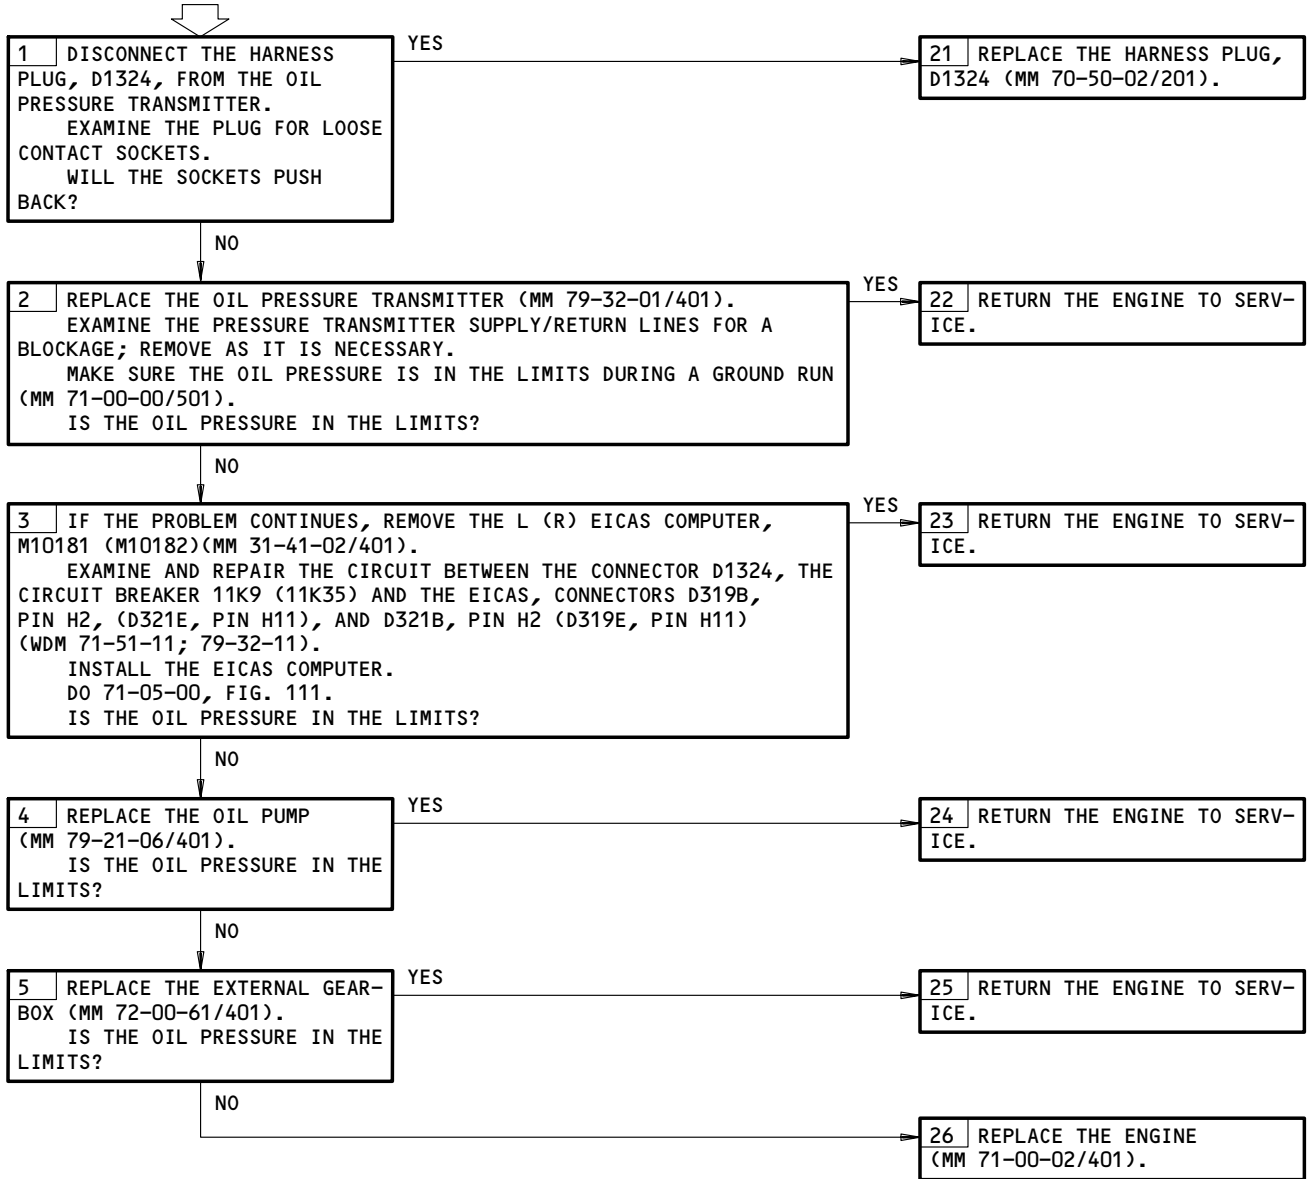 1 DISCONNECT THE HARNESS
PLUG, D1324, FROM THE OIL
PRESSURE TRANSMITTER.
EXAMINE THE PLUG FOR LOOSE
CONTACT SOCKETS.
WILL THE SOCKETS PUSH
BACK?
YES
21 REPLACE THE HARNESS PLUG,
D1324 (MM 70-50-02/201).
NO
2 REPLACE THE OIL PRESSURE TRANSMITTER (MM 79-32-01/401).
EXAMINE THE PRESSURE TRANSMITTER SUPPLY/RETURN LINES FOR A
BLOCKAGE; REMOVE AS IT IS NECESSARY.
MAKE SURE THE OIL PRESSURE IS IN THE LIMITS DURING A GROUND RUN
(MM 71-00-00/501).
IS THE OIL PRESSURE IN THE LIMITS?
YES
22 RETURN THE ENGINE TO SERV-
ICE.
NO
3 IF THE PROBLEM CONTINUES, REMOVE THE L (R) EICAS COMPUTER,
M10181 (M10182)(MM 31-41-02/401).
EXAMINE AND REPAIR THE CIRCUIT BETWEEN THE CONNECTOR D1324, THE
CIRCUIT BREAKER 11K9 (11K35) AND THE EICAS, CONNECTORS D319B,
PIN H2, (D321E, PIN H11), AND D321B, PIN H2 (D319E, PIN H11)
(WDM 71-51-11; 79-32-11).
INSTALL THE EICAS COMPUTER.
DO 71-05-00, FIG. 111.
IS THE OIL PRESSURE IN THE LIMITS?
YES
23 RETURN THE ENGINE TO SERV-
ICE.
NO
4 REPLACE THE OIL PUMP
(MM 79-21-06/401).
IS THE OIL PRESSURE IN THE
LIMITS?
YES
24 RETURN THE ENGINE TO SERV-
ICE.
NO
5 REPLACE THE EXTERNAL GEAR-
BOX (MM 72-00-61/401).
IS THE OIL PRESSURE IN THE
LIMITS?
YES
25 RETURN THE ENGINE TO SERV-
ICE.
NO
26 REPLACE THE ENGINE
(MM 71-00-02/401).